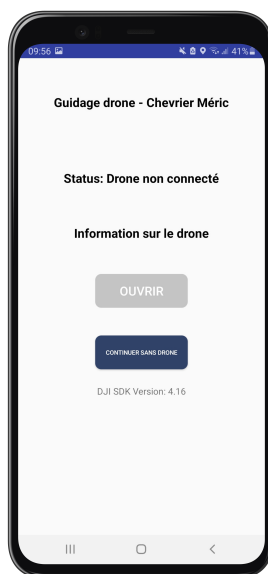 09:56 41%
Guidage drone - Chevrier Méric
Status: Drone non connecté
Information sur le drone
OUVRIR
CONTINUER SANS DRONE
DJI SDK Version: 4.16